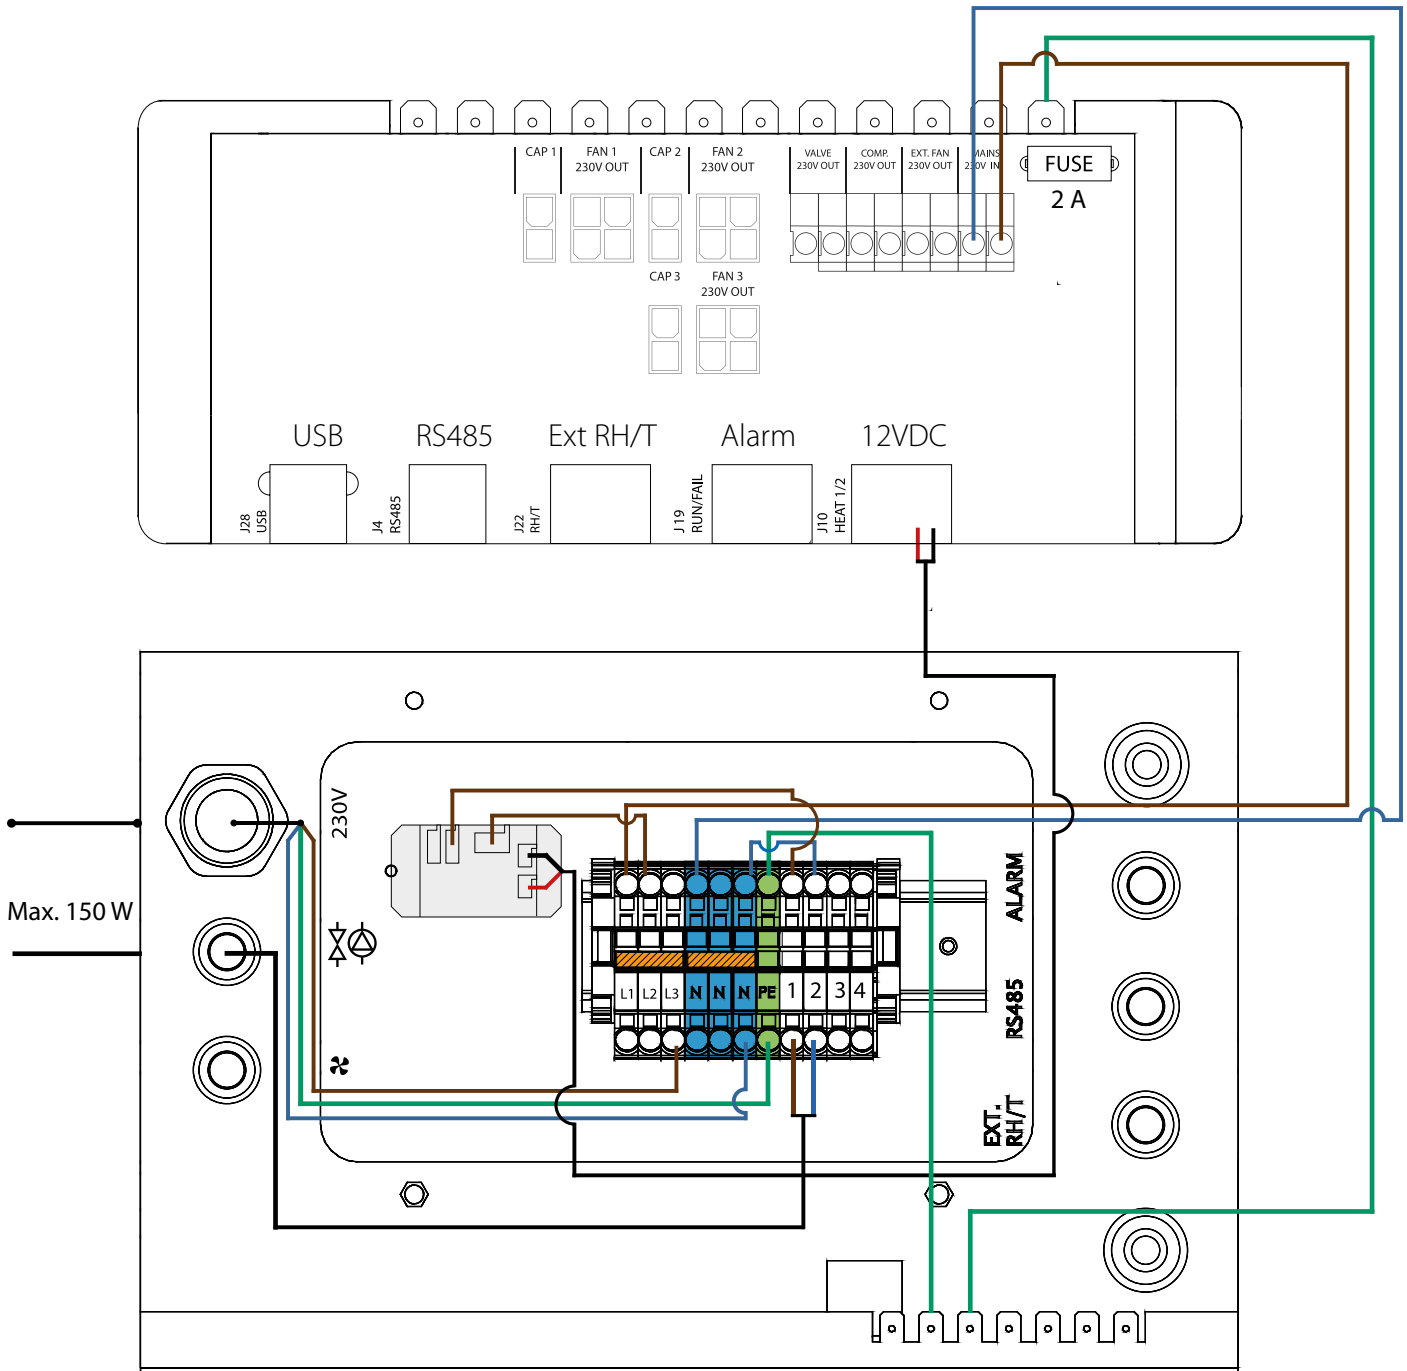 CAP 1
FAN 1
230V OUT
CAP 2
FAN 2
230V OUT
VALVE
230V OUT
COMP.
230V OUT
EXT. FAN
230V OUT
MAINS
230V IN
FUSE
2 A
CAP 3
FAN 3
230V OUT
USB
RS485
Ext RH/T
Alarm
12VDC
J28
USB
J4
RS485
J22
RH/T
J19
RUN/FAIL
J10
HEAT 1/2
230V
Max. 150 W
ALARM
RS485
EXT.
RH/T
L1 L2 L3 N N N PE 1 2 3 4